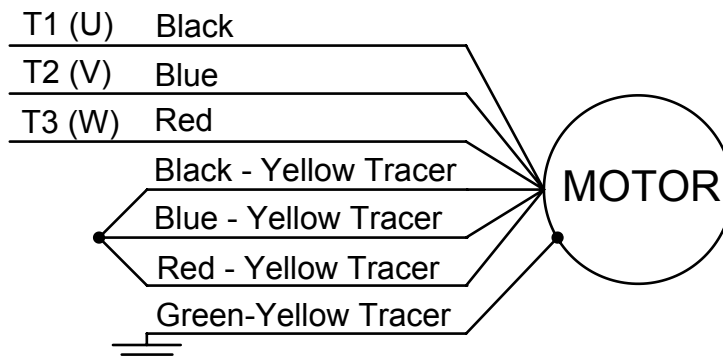 T1 (U) Black
T2 (V) Blue
T3 (W) Red
Black - Yellow Tracer
MOTOR
Blue - Yellow Tracer
Red - Yellow Tracer
Green-Yellow Tracer